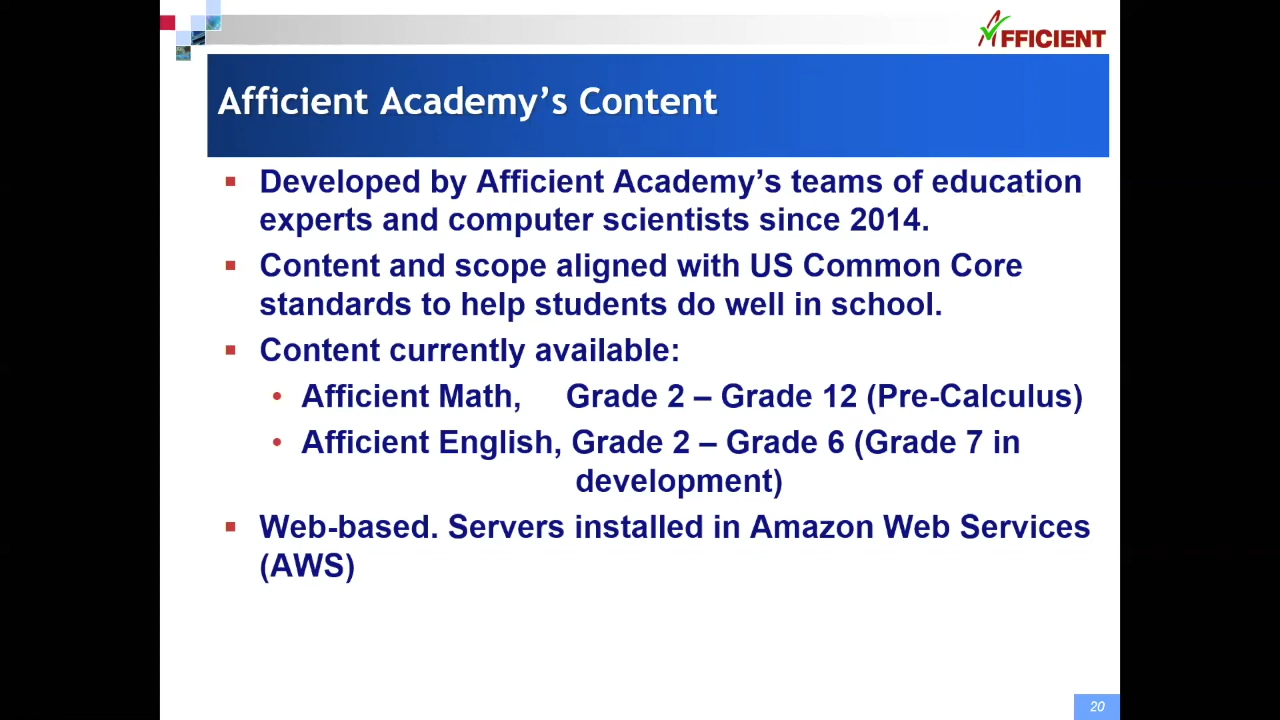 AFFICIENT
Afficient Academy’s Content
▪ Developed by Afficient Academy’s teams of education
experts and computer scientists since 2014.
▪ Content and scope aligned with US Common Core
standards to help students do well in school.
▪ Content currently available:
• Afficient Math, Grade 2 – Grade 12 (Pre-Calculus)
• Afficient English, Grade 2 – Grade 6 (Grade 7 in
development)
▪ Web-based. Servers installed in Amazon Web Services
(AWS)
20